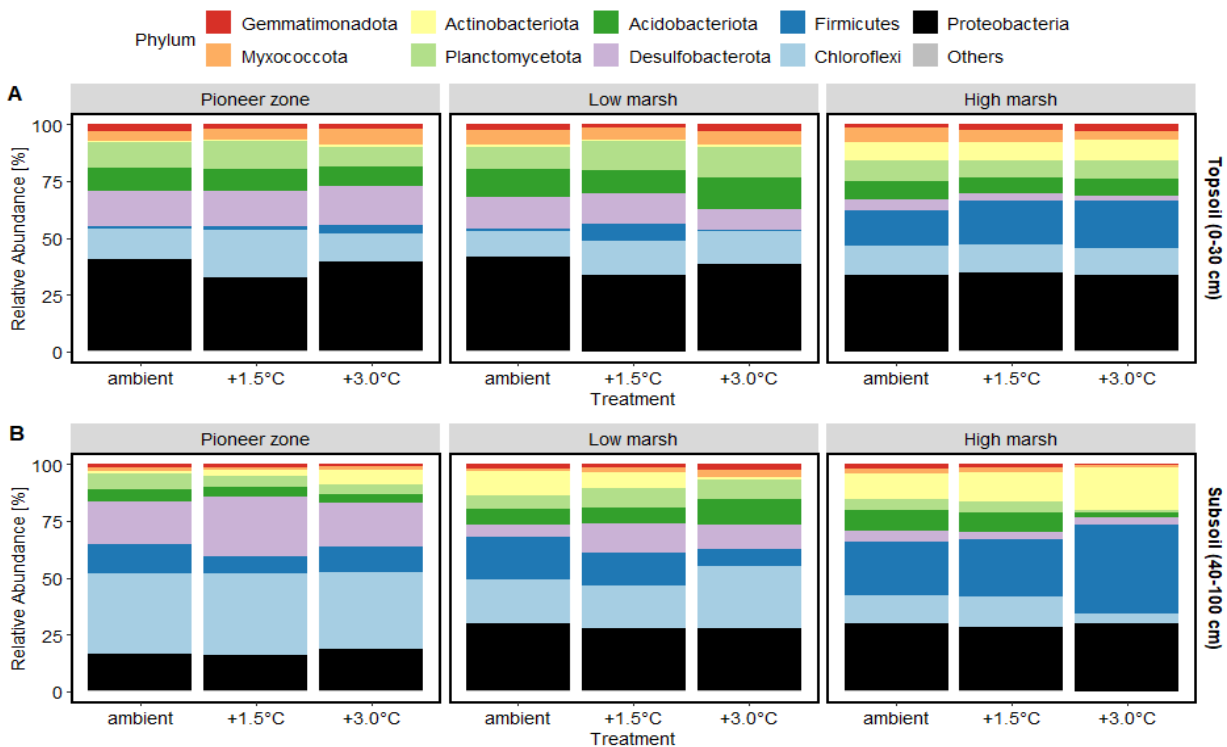 Phylum
Gemmatimonadota Actinobacteriota Acidobacteriota Firmicutes Proteobacteria
Myxococcota Planctomycetota Desulfobacterota Chloroflexi Others
A
Pioneer zone Low marsh High marsh
Relative Abundance [%]
100
75
50
25
0
ambient +1.5°C +3.0°C ambient +1.5°C +3.0°C ambient +1.5°C +3.0°C
Treatment
Topsoil (0-30 cm)
B
Pioneer zone Low marsh High marsh
Relative Abundance [%]
100
75
50
25
0
ambient +1.5°C +3.0°C ambient +1.5°C +3.0°C ambient +1.5°C +3.0°C
Treatment
Subsoil (40-100 cm)